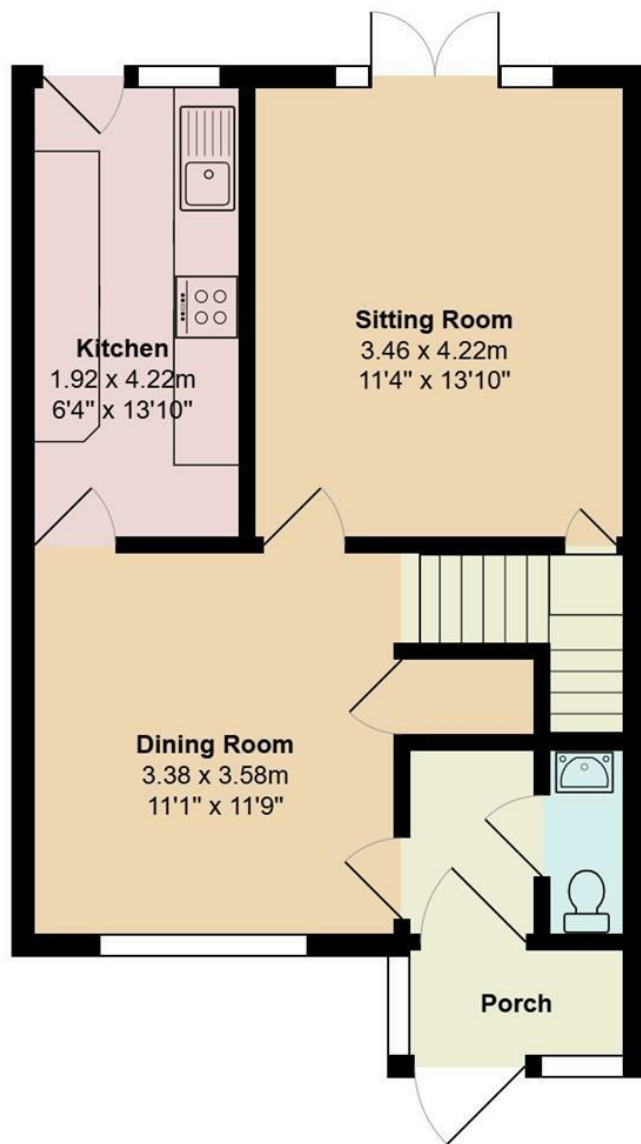 Kitchen
1.92 x 4.22m
6'4" x 13'10"
Sitting Room
3.46 x 4.22m
11'4" x 13'10"
Dining Room
3.38 x 3.58m
11'1" x 11'9"
Porch